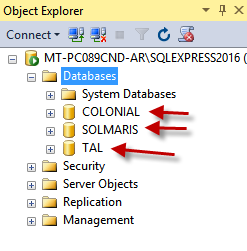 Object Explorer
Connect
MT-PC089CND-AR\SQLEXPRESS2016 (
Databases
System Databases
COLONIAL
SOLMARIS
TAL
Security
Server Objects
Replication
Management